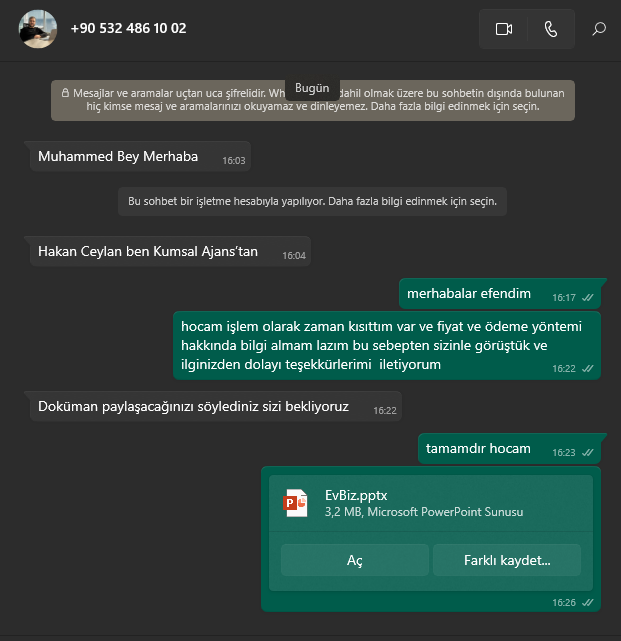 +90 532 486 10 02
Bugün
Mesajlar ve aramalar uçtan uca şifrelidir. Wh dahil olmak üzere bu sohbetin dışında bulunan
hiç kimse mesaj ve aramalarınızı okuyamaz ve dinleyemez. Daha fazla bilgi edinmek için seçin.
Muhammed Bey Merhaba 16:03
Bu sohbet bir işletme hesabıyla yapılıyor. Daha fazla bilgi edinmek için seçin.
Hakan Ceylan ben Kumsal Ajans'tan 16:04
merhabalar efendim 16:17
hocam işlem olarak zaman kısıttım var ve fiyat ve ödeme yöntemi
hakkında bilgi almam lazım bu sebepten sizinle görüştük ve
ilginizden dolayı teşekkürlerimi iletiyorum 16:22
Doküman paylaşacağınızı söylediniz sizi bekliyoruz 16:22
tamamdır hocam 16:23
EvBiz.pptx
3,2 MB, Microsoft PowerPoint Sunusu
Aç
Farklı kaydet...
16:26